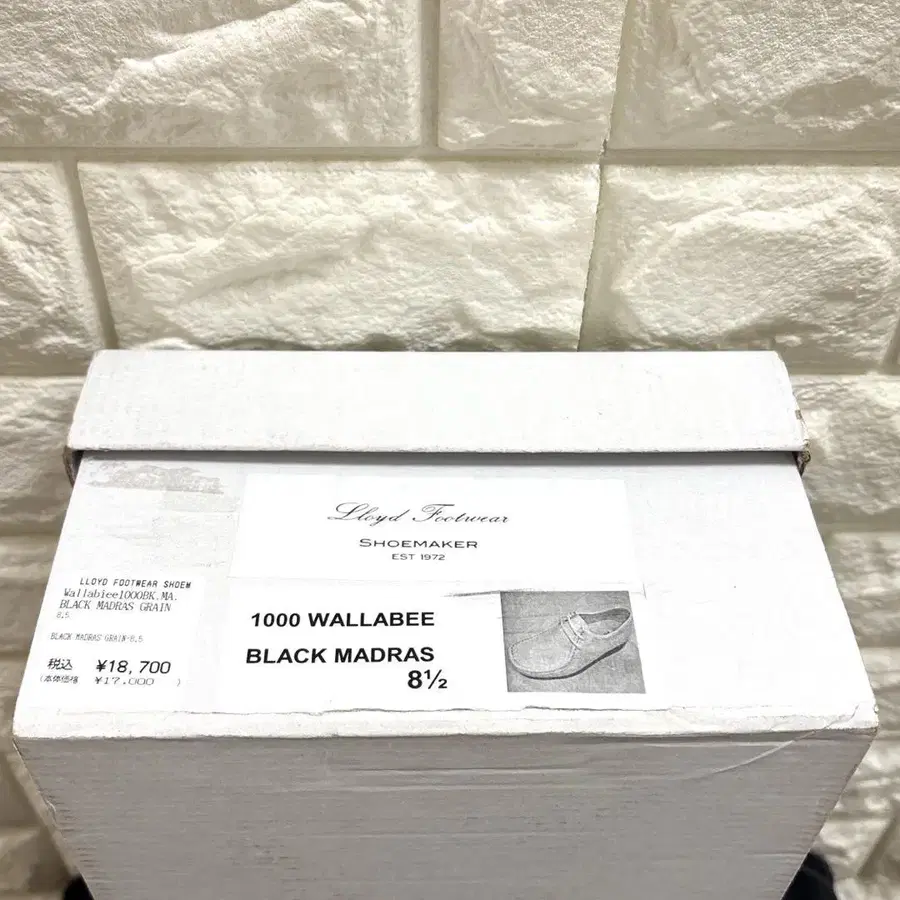 Lloyd Footwear
SHOEMAKER
EST 1972
LLOYD FOOTWEAR SHOEM
Wallabiee1000BK.MA.
BLACK MADRAS GRAIN
8.5
BLACK MADRAS GRAIN-8.5
税込 ¥18,700
(本体価格 ¥17,000 )
1000 WALLABEE
BLACK MADRAS
8½